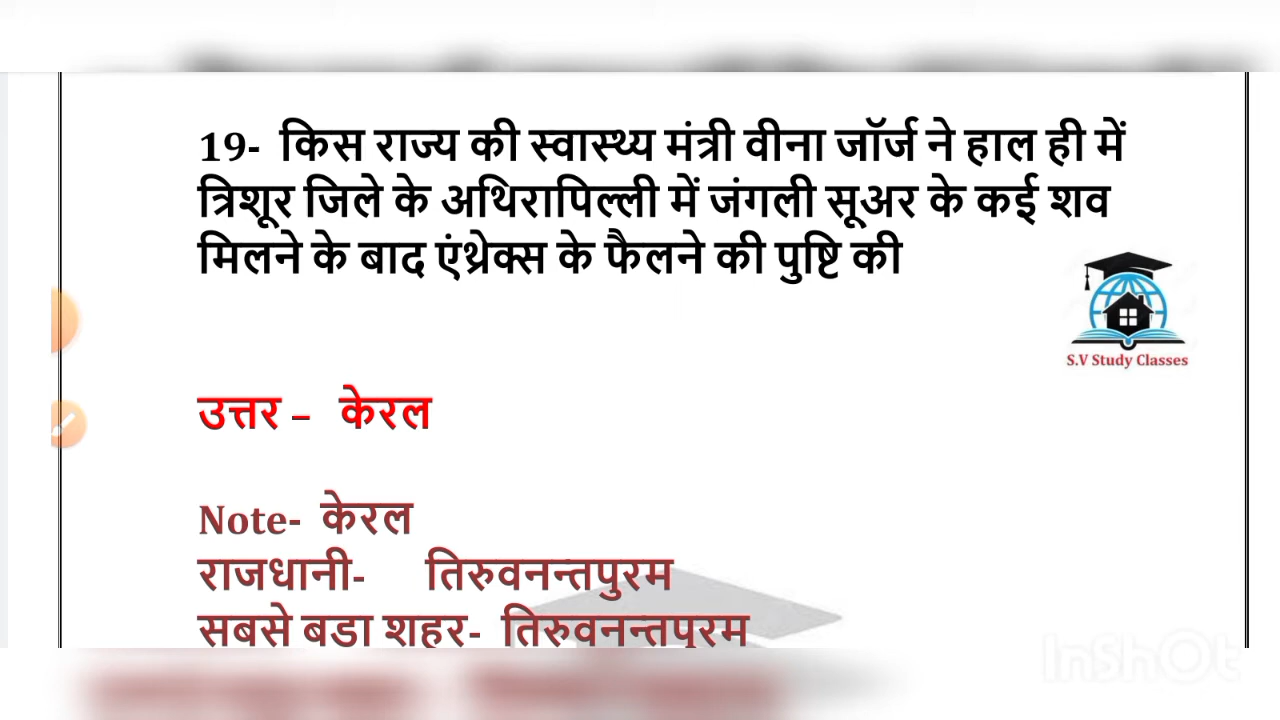 19- किस राज्य की स्वास्थ्य मंत्री वीना जॉर्ज ने हाल ही में
त्रिशूर जिले के अथिरापिल्ली में जंगली सूअर के कई शव
मिलने के बाद एंथ्रेक्स के फैलने की पुष्टि की
S.V Study Classes
उत्तर – केरल
Note- केरल
राजधानी- तिरुवनन्तपुरम
सबसे बडा शहर- तिरुवनन्तपुरम
InShOt